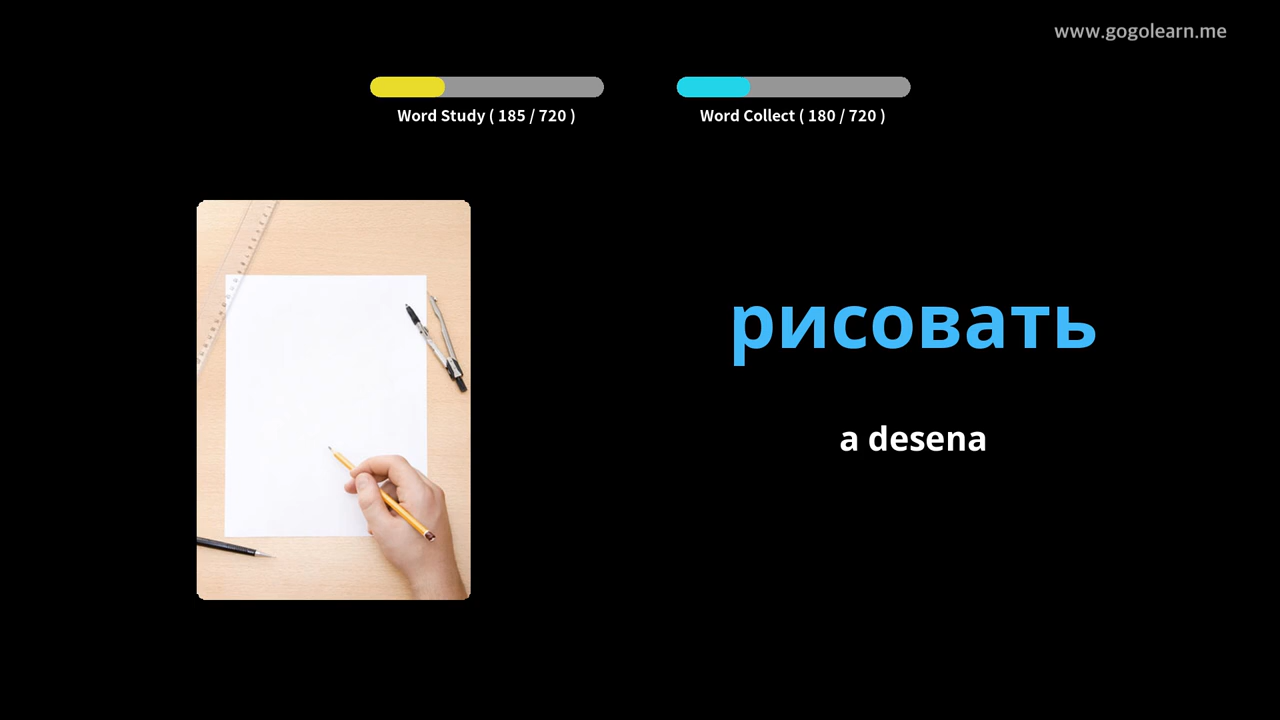 www.gogolearn.me
Word Study ( 185 / 720 )
Word Collect ( 180 / 720 )
рисовать
a desena